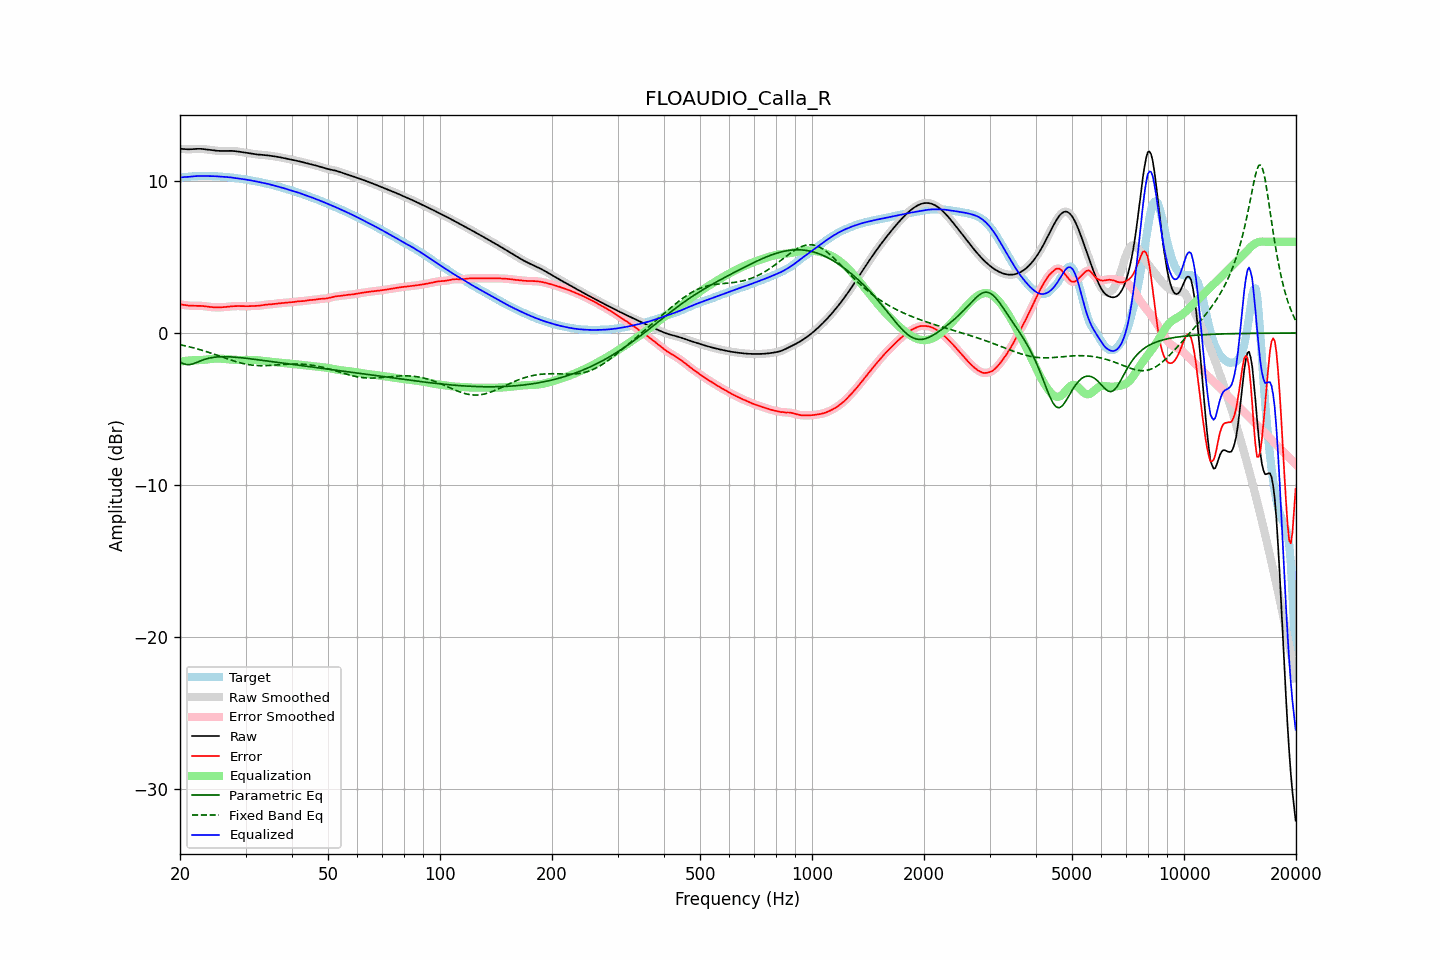 FLOAUDIO_Calla_R
Amplitude (dBr)
10
0
−10
−20
−30
Target
Raw Smoothed
Error Smoothed
Raw
Error
Equalization
Parametric Eq
Fixed Band Eq
Equalized
20 50 100 200 500 1000 2000 5000 10000 20000
Frequency (Hz)